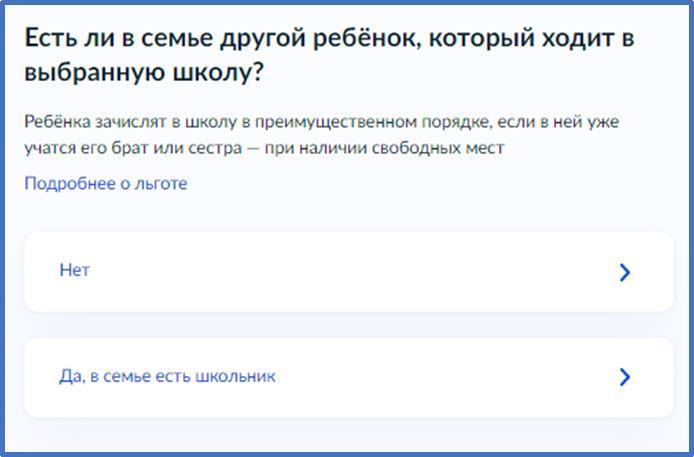 Есть ли в семье другой ребёнок, который ходит в
выбранную школу?
Ребёнка зачислят в школу в преимущественном порядке, если в ней уже
учатся его брат или сестра — при наличии свободных мест
Подробнее о льготе
Нет
Да, в семье есть школьник